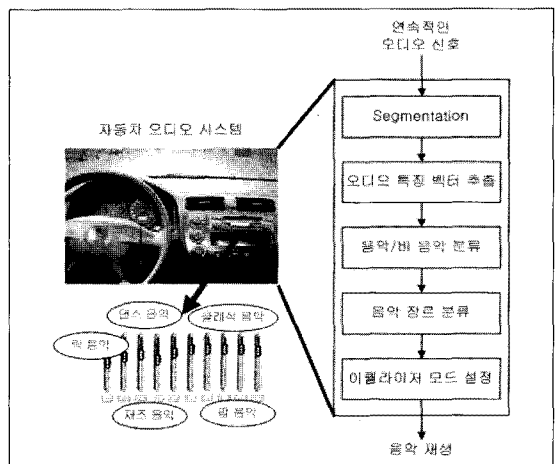 연속적인
오디오 신호
자동차 오디오 시스템
Segmentation
오디오 특징 벡터 추출
음악/비 음악 분류
음악 장르 분류
이퀄라이저 모드 설정
음악 재생
댄스 음악
클래식 음악
락 음악
재즈 음악
팝 음악